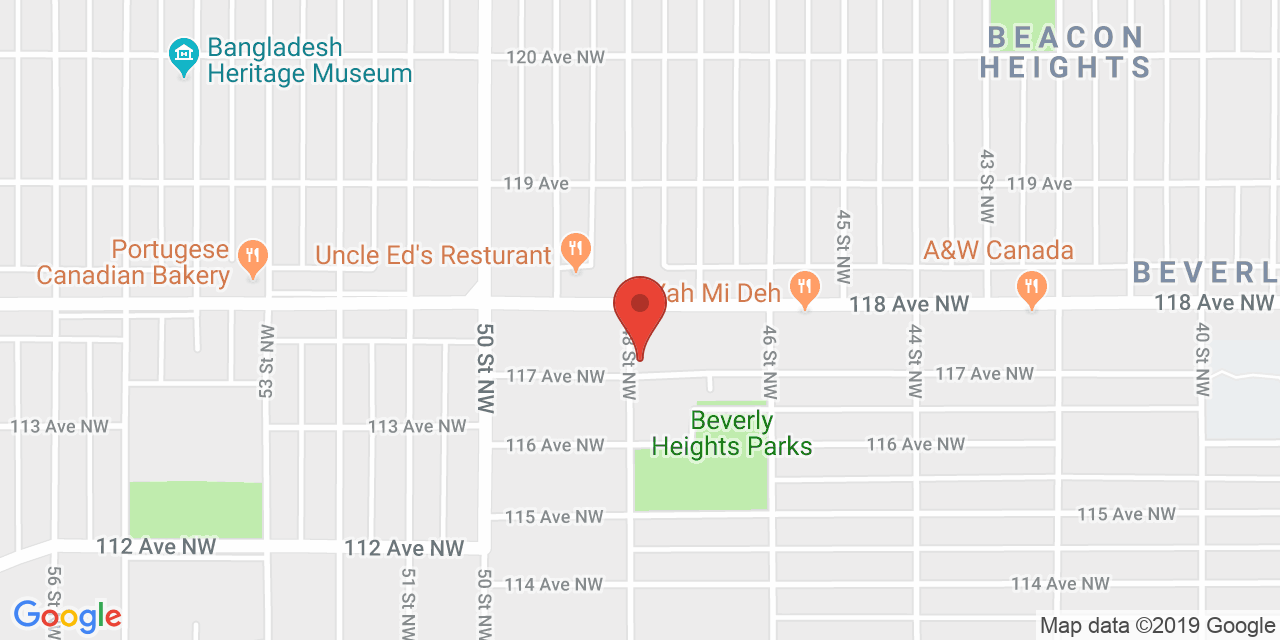 BEACON
HEIGHTS
Bangladesh
Heritage Museum
120 Ave NW
119 Ave
119 Ave
43 St NW
45 St NW
Portugese
Canadian Bakery
Uncle Ed's Resturant
A&W Canada
BEVERL
Yah Mi Deh
118 Ave NW
118 Ave NW
53 St NW
50 St NW
8 St NW
46 St NW
44 St NW
40 St NW
117 Ave NW
117 Ave NW
113 Ave NW
113 Ave NW
Beverly
Heights Parks
116 Ave NW
116 Ave NW
115 Ave NW
115 Ave NW
112 Ave NW
112 Ave NW
56 St
51 St NW
50 St NW
114 Ave NW
114 Ave NW
Google
Map data ©2019 Google